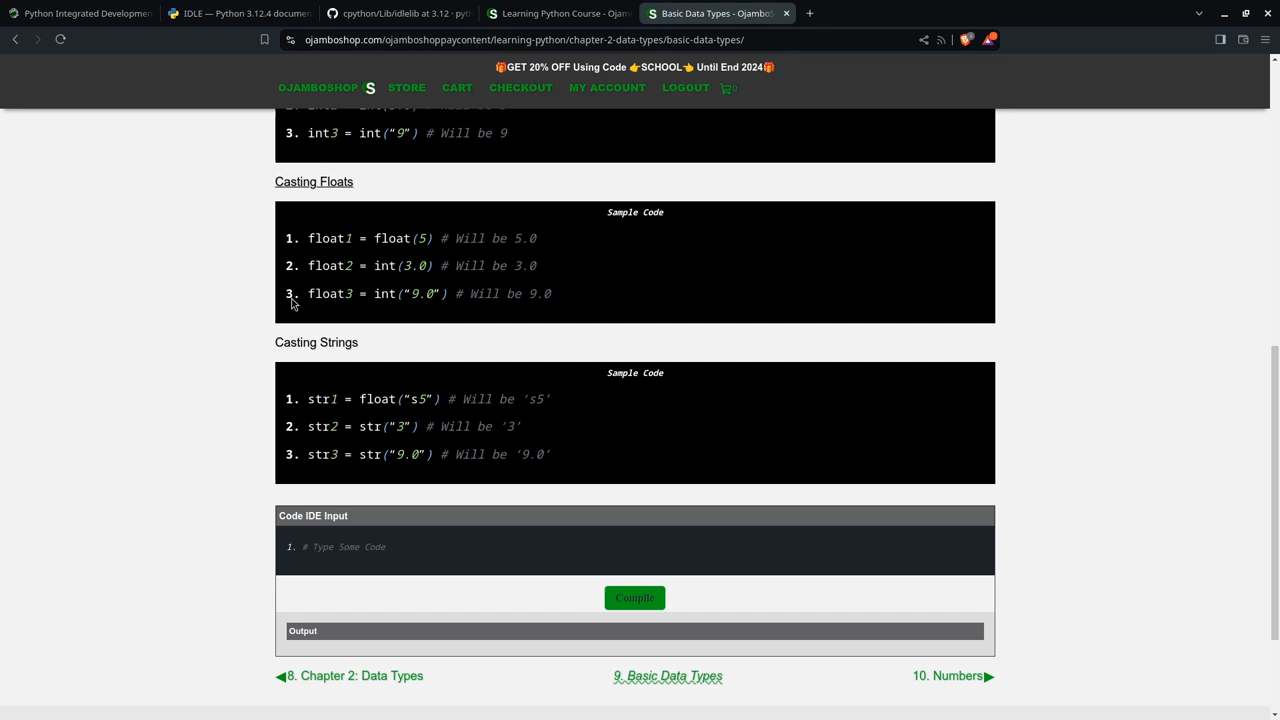 Python Integrated Developmen
IDLE — Python 3.12.4 documen
cpython/Lib/idlelib at 3.12 · pyth
Learning Python Course - Ojam
Basic Data Types - OjamboS
ojamboshop.com/ojamboshoppaycontent/learning-python/chapter-2-data-types/basic-data-types/
🎁GET 20% OFF Using Code 👉SCHOOL👈 Until End 2024🎁
OJAMBOSHOP S STORE CART CHECKOUT MY ACCOUNT LOGOUT 0
3. int3 = int(“9”) # Will be 9
Casting Floats
Sample Code
1. float1 = float(5) # Will be 5.0
2. float2 = int(3.0) # Will be 3.0
3. float3 = int(“9.0”) # Will be 9.0
Casting Strings
Sample Code
1. str1 = float(“s5”) # Will be ‘s5’
2. str2 = str(“3”) # Will be ‘3’
3. str3 = str(“9.0”) # Will be ‘9.0’
Code IDE Input
1. # Type Some Code
Compile
Output
◀8. Chapter 2: Data Types
9. Basic Data Types
10. Numbers▶